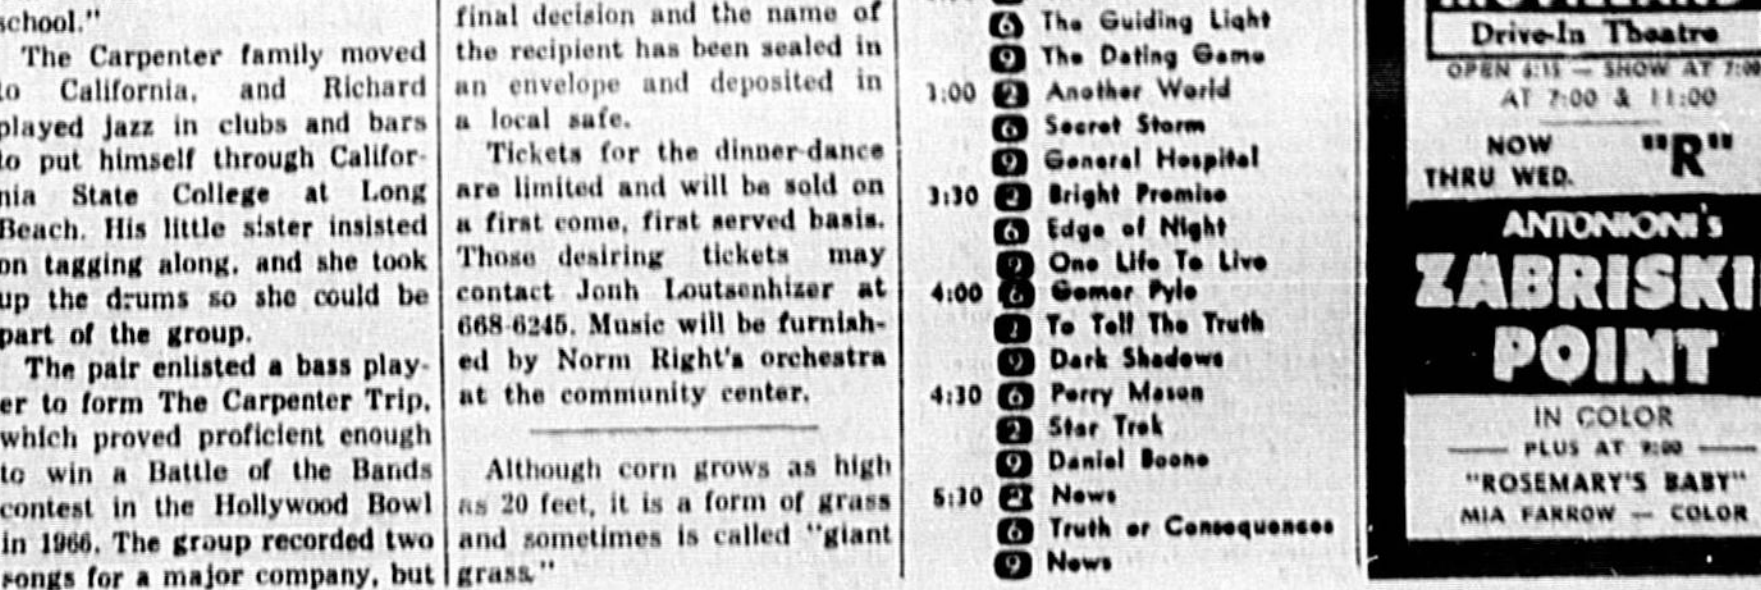 school."
The Carpenter family moved
to California, and Richard
played jazz in clubs and bars
to put himself through Califor-
nia State College at Long
Beach. His little sister insisted
on tagging along, and she took
up the drums so she could be
part of the group.
The pair enlisted a bass play-
er to form The Carpenter Trip,
which proved proficient enough
to win a Battle of the Bands
contest in the Hollywood Bowl
in 1966. The group recorded two
songs for a major company, but
final decision and the name of
the recipient has been sealed in
an envelope and deposited in
a local safe.
Tickets for the dinner-dance
are limited and will be sold on
a first come, first served basis.
Those desiring tickets may
contact Jonh Loutsenhizer at
668-6245. Music will be furnish-
ed by Norm Right's orchestra
at the community center.
Although corn grows as high
as 20 feet, it is a form of grass
and sometimes is called "giant
grass."
6 The Guiding Light
9 The Dating Game
1:00 2 Another World
6 Secret Storm
9 General Hospital
3:30 2 Bright Promise
6 Edge of Night
9 One Life To Live
4:00 6 Gomer Pyle
2 To Tell The Truth
9 Dark Shadows
4:30 6 Perry Mason
2 Star Trek
9 Daniel Boone
5:30 2 News
6 Truth or Consequences
9 News
Drive-In Theatre
OPEN 6:15 — SHOW AT 7:00
AT 7:00 & 11:00
NOW
THRU WED.
"R"
ANTONIONI's
ZABRISKI
POINT
IN COLOR
PLUS AT 9:00
"ROSEMARY'S BABY"
MIA FARROW — COLOR